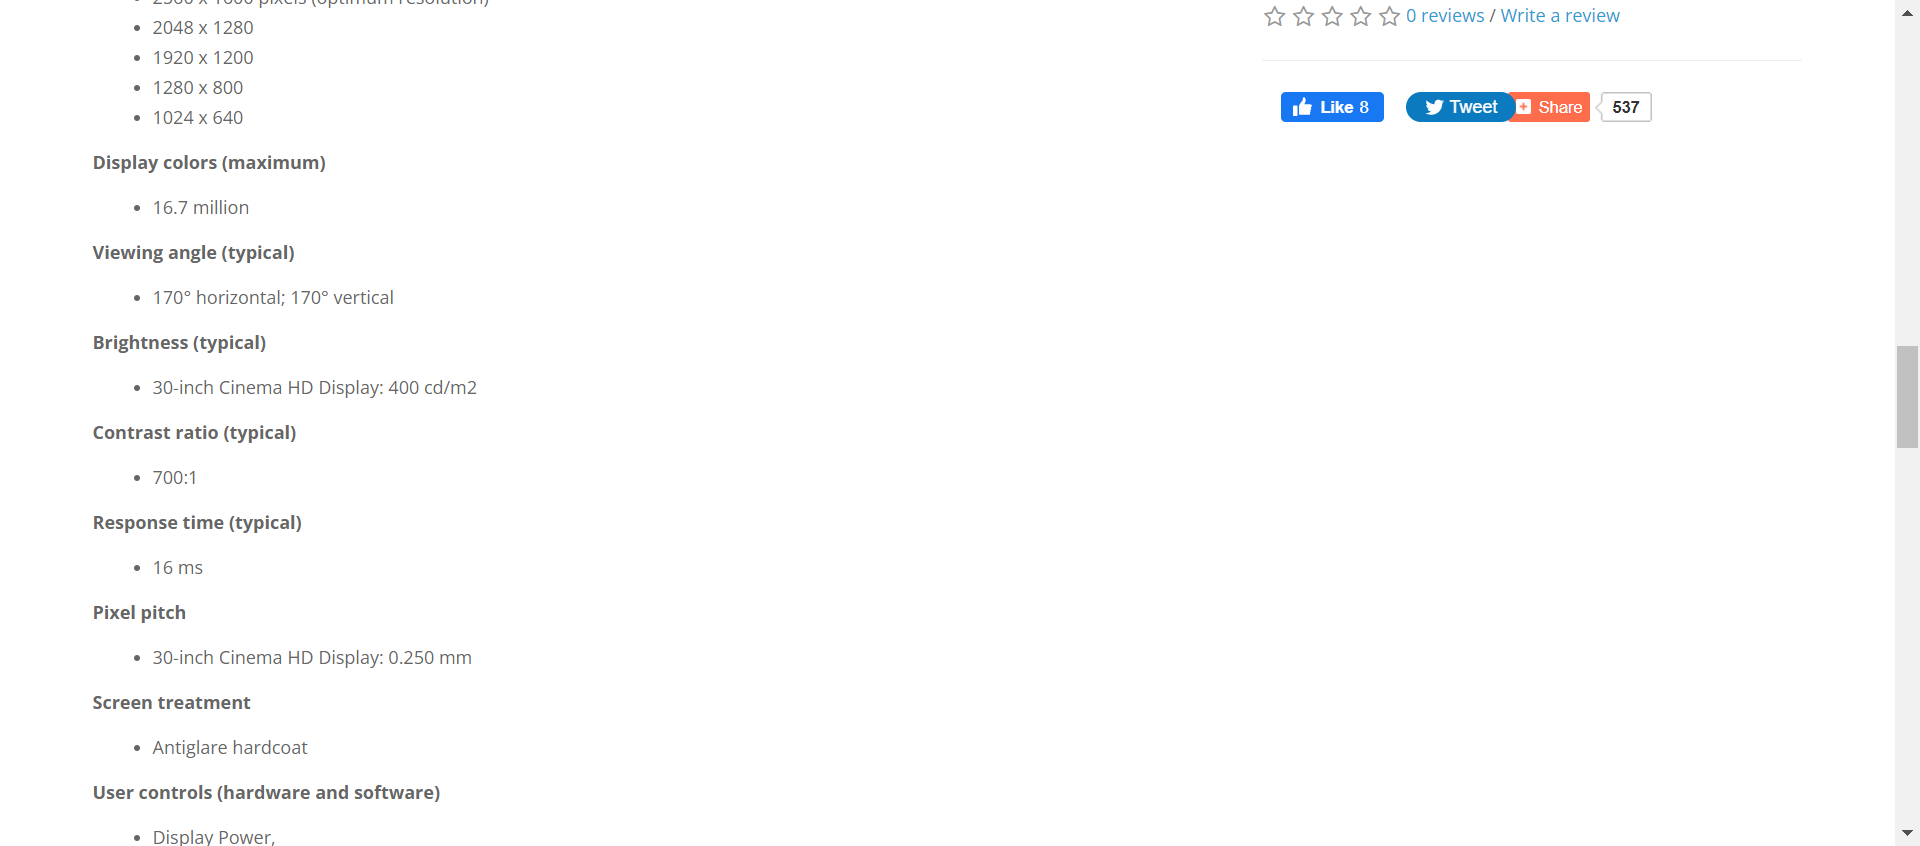 2560 x 1600 pixels (optimum resolution)
2048 x 1280
1920 x 1200
1280 x 800
1024 x 640
Display colors (maximum)
16.7 million
Viewing angle (typical)
170° horizontal; 170° vertical
Brightness (typical)
30-inch Cinema HD Display: 400 cd/m2
Contrast ratio (typical)
700:1
Response time (typical)
16 ms
Pixel pitch
30-inch Cinema HD Display: 0.250 mm
Screen treatment
Antiglare hardcoat
User controls (hardware and software)
Display Power,
0 reviews / Write a review
Like 8
Tweet
Share
537